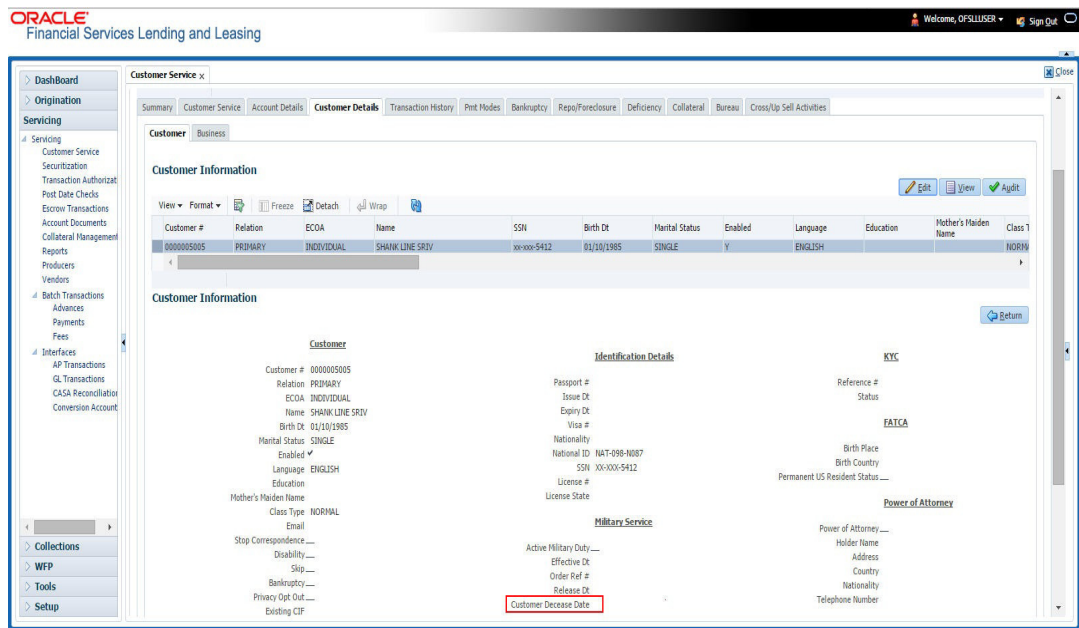 ORACLE'
Financial Services Lending and Leasing
Welcome, OFSLLUSER
Sign Out
Close
DashBoard
Origination
Servicing
Servicing
Customer Service
Securitization
Transaction Authorizat
Post Date Checks
Escrow Transactions
Account Documents
Collateral Management
Reports
Producers
Vendors
Batch Transactions
Advances
Payments
Fees
Interfaces
AP Transactions
GL Transactions
CASA Reconciliation
Conversion Account
Collections
WFP
Tools
Setup
Customer Service x
Summary Customer Service Account Details Customer Details Transaction History Pmt Modes Bankruptcy Repo/Foreclosure Deficiency Collateral Bureau Cross/Up Sell Activities
Customer Business
Customer Information
Edit View Audit
View Format Freeze Detach Wrap
Customer # Relation ECOA Name SSN Birth Dt Marital Status Enabled Language Education Mother's Maiden Name Class T
0000005005 PRIMARY INDIVIDUAL SHANK LINE SRIV xx-xxx-5412 01/10/1985 SINGLE Y ENGLISH NORMA
Customer Information
Return
Customer
Customer # 0000005005
Relation PRIMARY
ECOA INDIVIDUAL
Name SHANK LINE SRIV
Birth Dt 01/10/1985
Marital Status SINGLE
Enabled ✔
Language ENGLISH
Education
Mother's Maiden Name
Class Type NORMAL
Email
Stop Correspondence
Disability
Skip
Bankruptcy
Privacy Opt Out
Existing CIF
Identification Details
Passport #
Issue Dt
Expiry Dt
Visa #
Nationality
National ID NAT-098-N087
SSN XX-XXX-5412
License #
License State
Military Service
Active Military Duty
Effective Dt
Order Ref #
Release Dt
Customer Decease Date
KYC
Reference #
Status
FATCA
Birth Place
Birth Country
Permanent US Resident Status
Power of Attorney
Power of Attorney
Holder Name
Address
Country
Nationality
Telephone Number